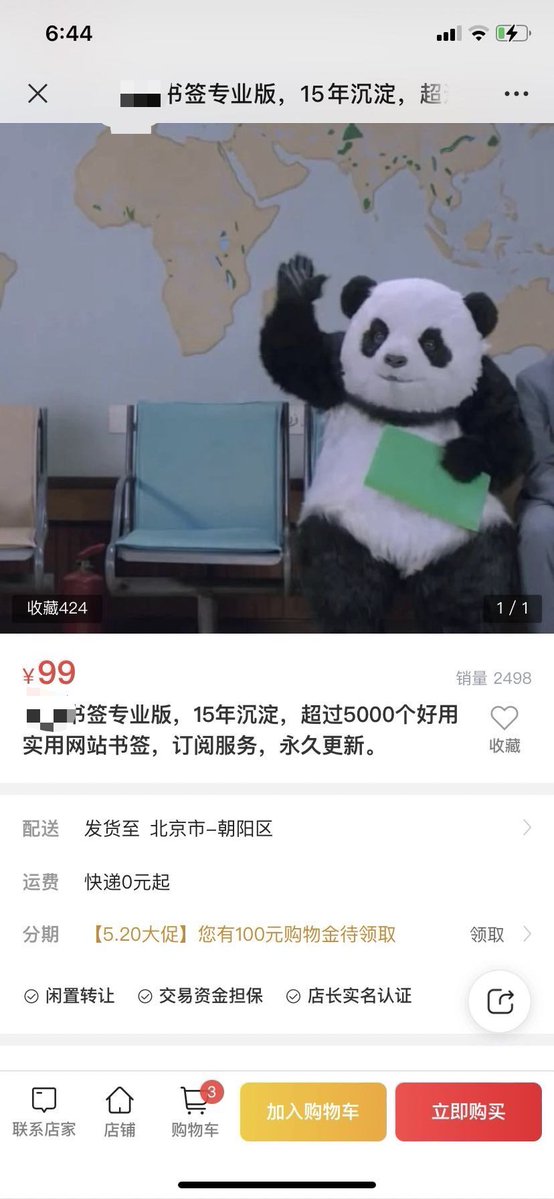 6:44
书签专业版，15年沉淀，超
收藏424
1 / 1
¥99
销量 2498
书签专业版，15年沉淀，超过5000个好用
实用网站书签，订阅服务，永久更新。
收藏
配送 发货至 北京市-朝阳区
运费 快递0元起
分期 【5.20大促】您有100元购物金待领取 领取
闲置转让 交易资金担保 店长实名认证
3
联系店家 店铺 购物车 加入购物车 立即购买